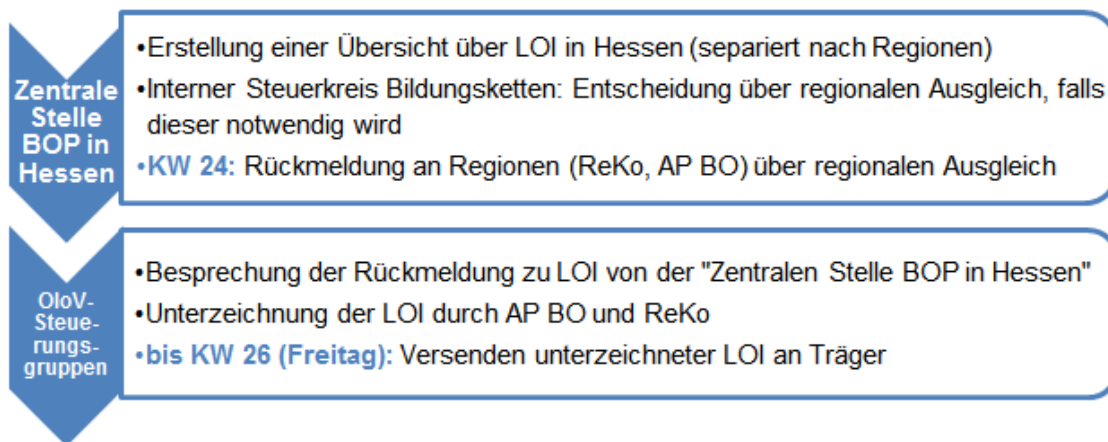 Zentrale
Stelle
BOP in
Hessen
•Erstellung einer Übersicht über LOI in Hessen (separiert nach Regionen)
•Interner Steuerkreis Bildungsketten: Entscheidung über regionalen Ausgleich, falls
dieser notwendig wird
•KW 24: Rückmeldung an Regionen (ReKo, AP BO) über regionalen Ausgleich
OloV-
Steue-
rungs-
gruppen
•Besprechung der Rückmeldung zu LOI von der "Zentralen Stelle BOP in Hessen"
•Unterzeichnung der LOI durch AP BO und ReKo
•bis KW 26 (Freitag): Versenden unterzeichneter LOI an Träger